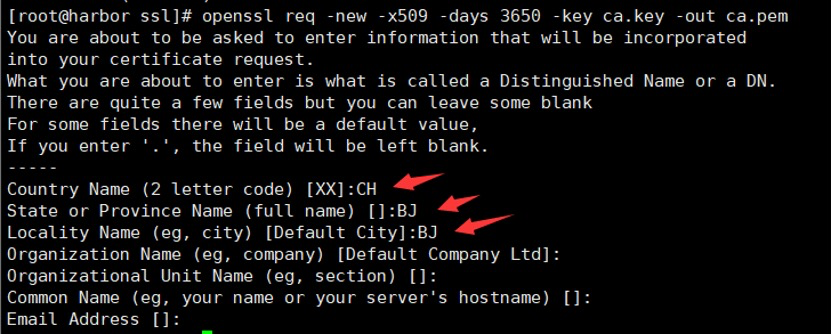 [root@harbor ssl]# openssl req -new -x509 -days 3650 -key ca.key -out ca.pem
You are about to be asked to enter information that will be incorporated
into your certificate request.
What you are about to enter is what is called a Distinguished Name or a DN.
There are quite a few fields but you can leave some blank
For some fields there will be a default value,
If you enter '.', the field will be left blank.
-----
Country Name (2 letter code) [XX]:CH
State or Province Name (full name) []:BJ
Locality Name (eg, city) [Default City]:BJ
Organization Name (eg, company) [Default Company Ltd]:
Organizational Unit Name (eg, section) []:
Common Name (eg, your name or your server's hostname) []:
Email Address []: